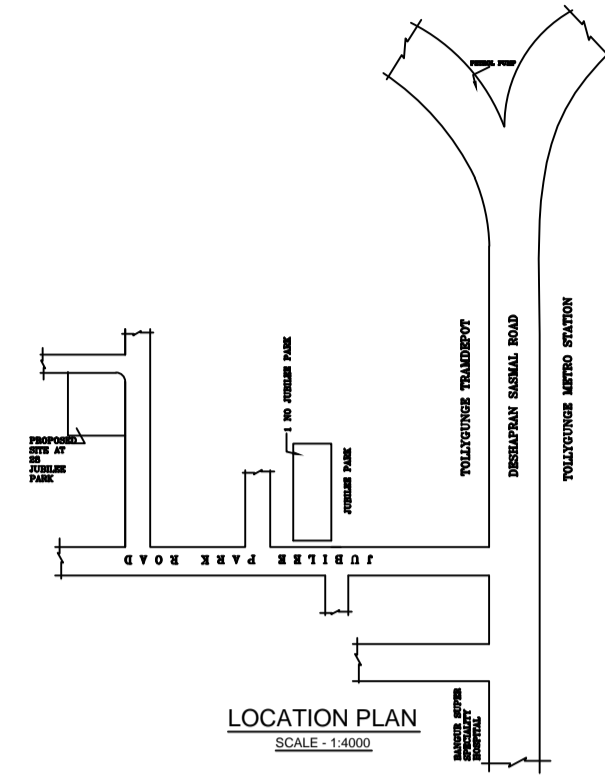 PETROL PUMP
TOLLYGUNGE TRAMDEPOT
DESHAPRAN SASMAL ROAD
TOLLYGUNGE METRO STATION
1 NO JUBILEE PARK
JUBILEE PARK
PROPOSED
SITE AT
28
JUBILEE
PARK
JUBILEE PARK ROAD
BANGUR SUPER
SPECIALITY
HOSPITAL
LOCATION PLAN
SCALE - 1:4000